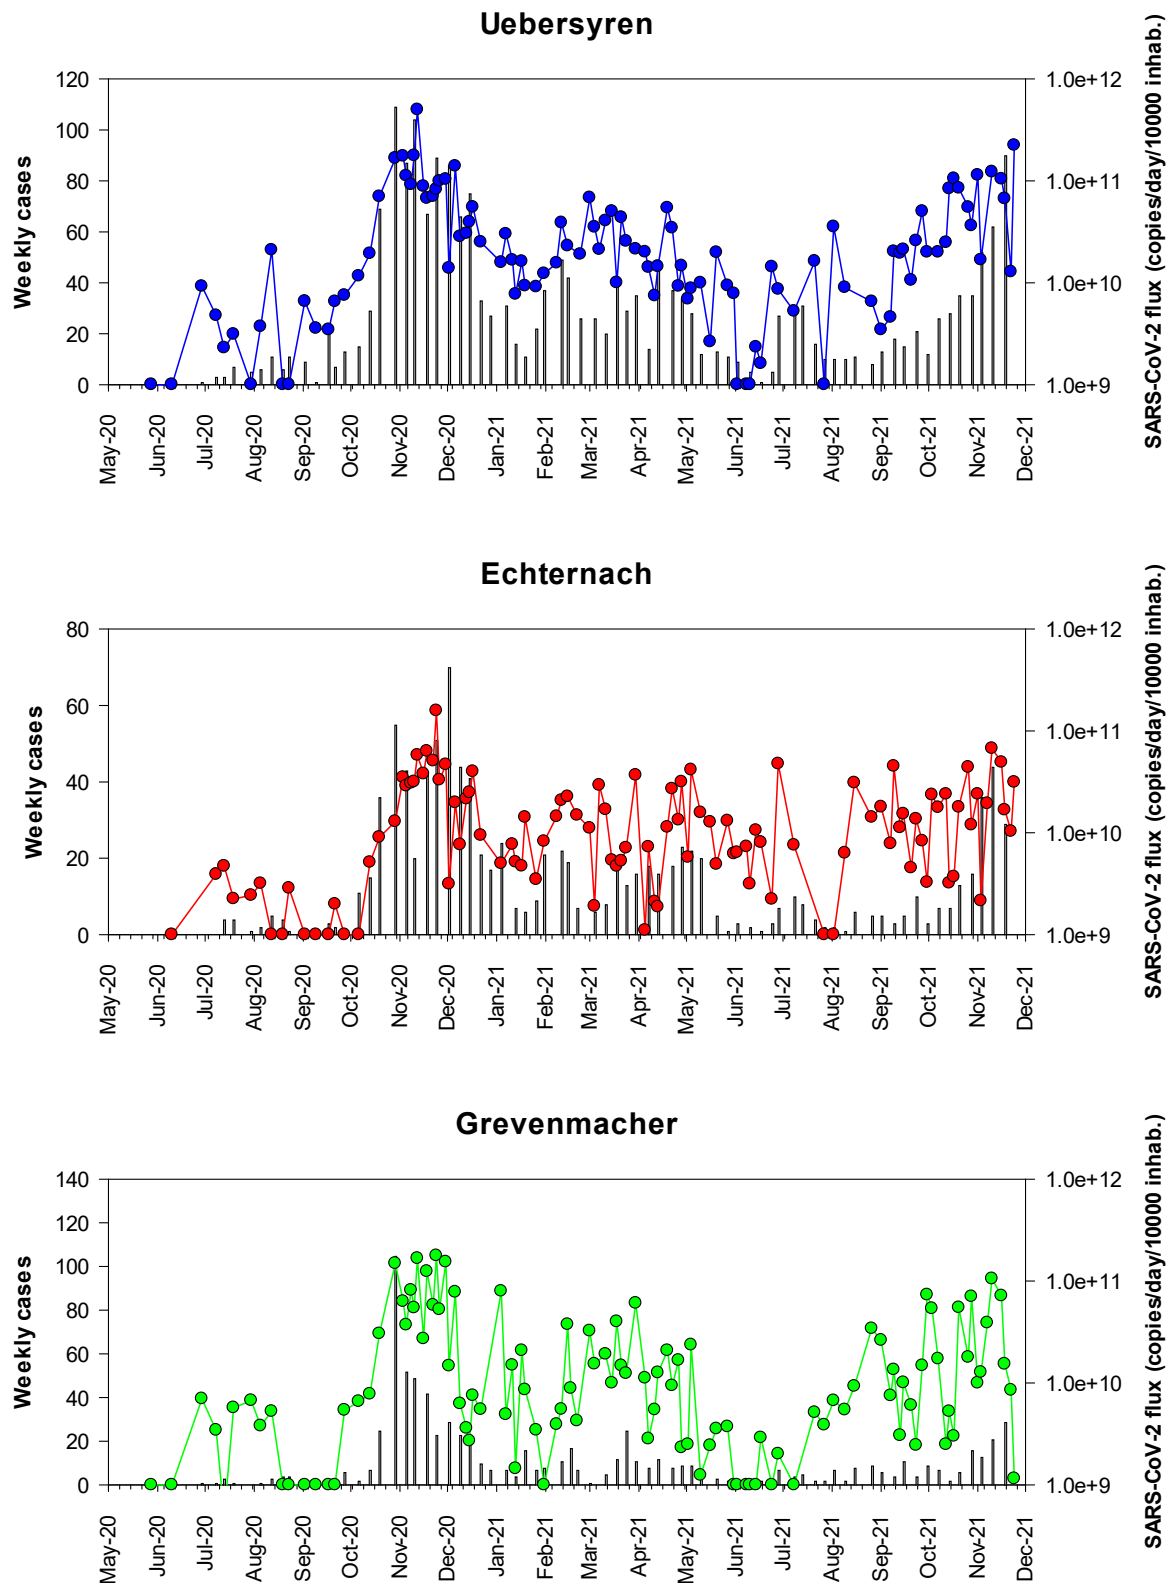 Uebersyren
Weekly cases
SARS-CoV-2 flux (copies/day/10000 inhab.)
120
100
80
60
40
20
0
1.0e+12
1.0e+11
1.0e+10
1.0e+9
May-20
Jun-20
Jul-20
Aug-20
Sep-20
Oct-20
Nov-20
Dec-20
Jan-21
Feb-21
Mar-21
Apr-21
May-21
Jun-21
Jul-21
Aug-21
Sep-21
Oct-21
Nov-21
Dec-21
Echternach
Weekly cases
SARS-CoV-2 flux (copies/day/10000 inhab.)
80
60
40
20
0
1.0e+12
1.0e+11
1.0e+10
1.0e+9
May-20
Jun-20
Jul-20
Aug-20
Sep-20
Oct-20
Nov-20
Dec-20
Jan-21
Feb-21
Mar-21
Apr-21
May-21
Jun-21
Jul-21
Aug-21
Sep-21
Oct-21
Nov-21
Dec-21
Grevenmacher
Weekly cases
SARS-CoV-2 flux (copies/day/10000 inhab.)
140
120
100
80
60
40
20
0
1.0e+12
1.0e+11
1.0e+10
1.0e+9
May-20
Jun-20
Jul-20
Aug-20
Sep-20
Oct-20
Nov-20
Dec-20
Jan-21
Feb-21
Mar-21
Apr-21
May-21
Jun-21
Jul-21
Aug-21
Sep-21
Oct-21
Nov-21
Dec-21